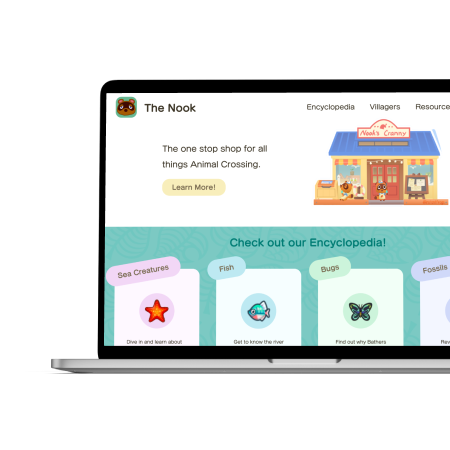 The Nook
Encyclopedia Villagers Resource
Nook's Cranny
The one stop shop for all
things Animal Crossing.
Learn More!
Check out our Encyclopedia!
Sea Creatures
Fish
Bugs
Fossils
Dive in and learn about
Get to know the river
Find out why Bathers